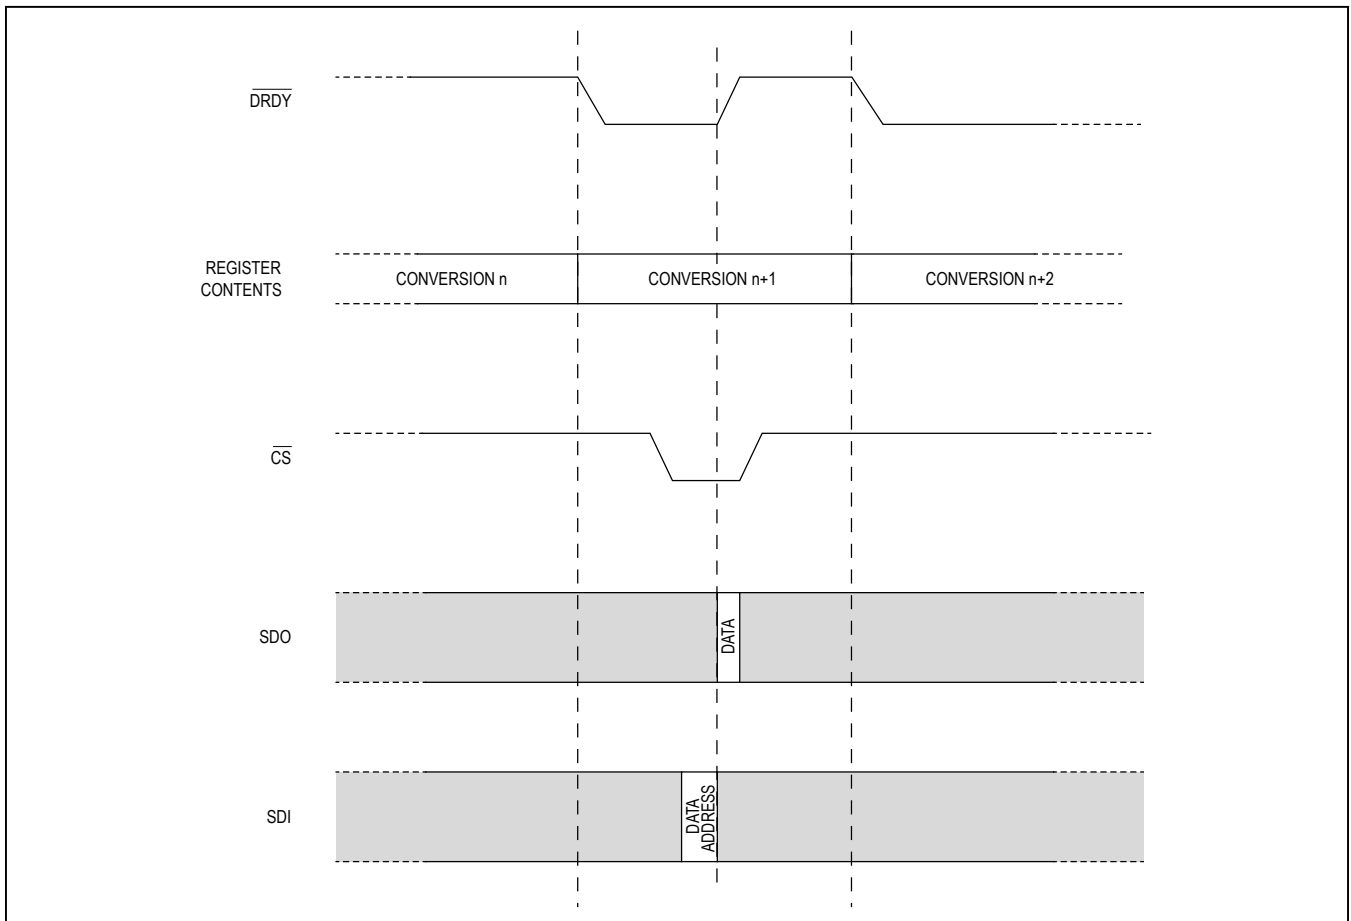 DRDY
REGISTER
CONTENTS
CONVERSION n
CONVERSION n+1
CONVERSION n+2
CS
SDO
DATA
SDI
DATA
ADDRESS